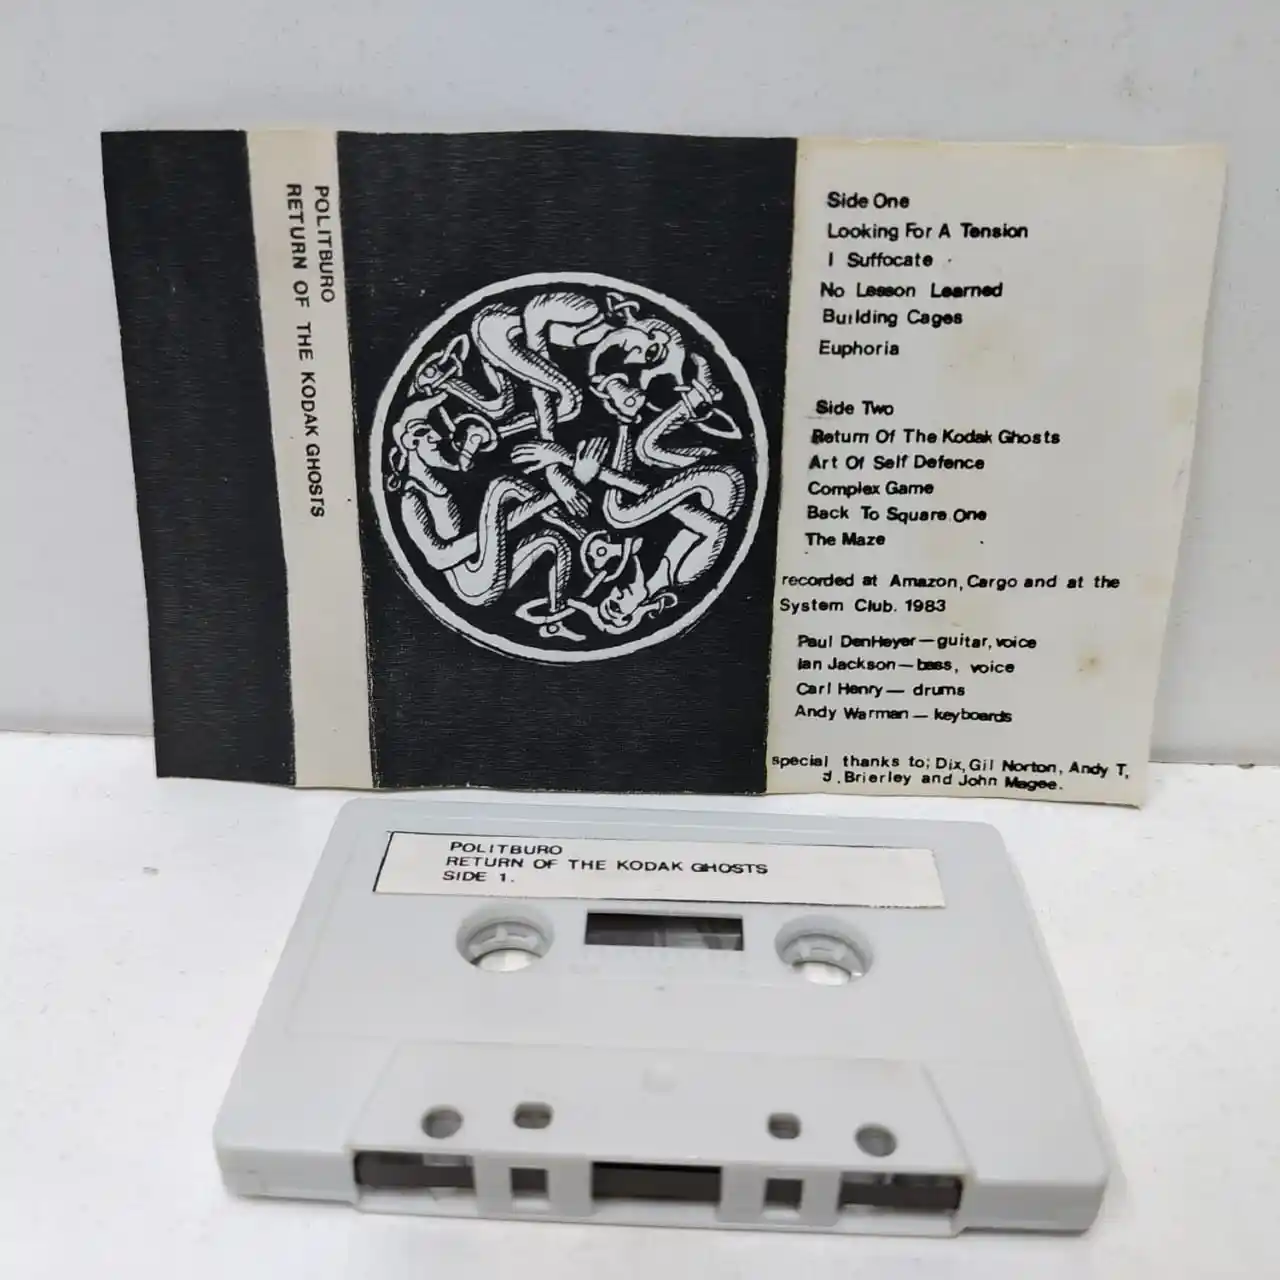 POLITBURO
RETURN OF THE KODAK GHOSTS
Side One
Looking For A Tension
I Suffocate
No Lesson Learned
Building Cages
Euphoria
Side Two
Return Of The Kodak Ghosts
Art Of Self Defence
Complex Game
Back To Square One
The Maze
recorded at Amazon, Cargo and at the
System Club. 1983
Paul DenHeyer — guitar, voice
Ian Jackson — bass, voice
Carl Henry — drums
Andy Warman — keyboards
special thanks to; Dix, Gil Norton, Andy T,
J. Brierley and John Magee.
POLITBURO
RETURN OF THE KODAK GHOSTS
SIDE 1.